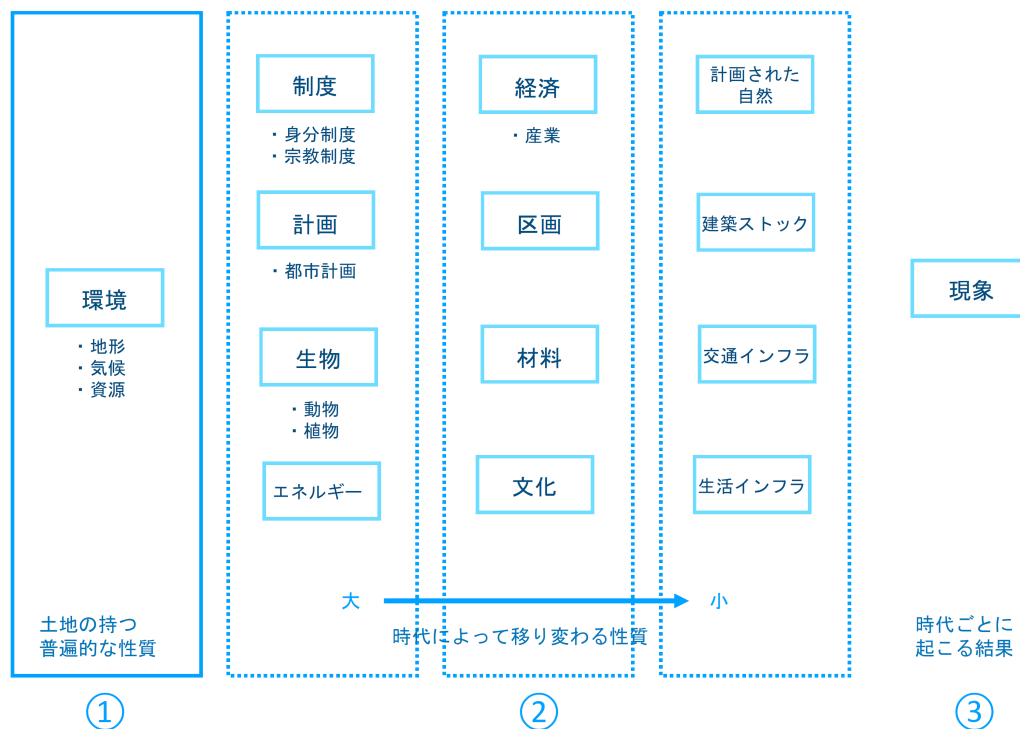 環境
・地形
・気候
・資源
土地の持つ
普遍的な性質
①
制度
・身分制度
・宗教制度
計画
・都市計画
生物
・動物
・植物
エネルギー
経済
・産業
区画
材料
文化
計画された
自然
建築ストック
交通インフラ
生活インフラ
大
小
時代によって移り変わる性質
②
現象
時代ごとに
起こる結果
③